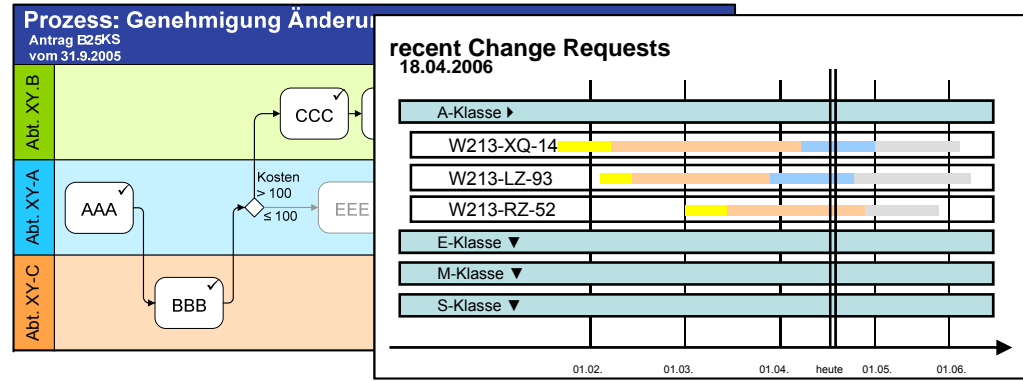 Prozess: Genehmigung Änderu
Antrag B25KS
vom 31.9.2005
Abt. XY.B
CCC
Abt. XY-A
AAA
Kosten
> 100
≤ 100
EEE
Abt. XY-C
BBB
recent Change Requests
18.04.2006
A-Klasse
W213-XQ-14
W213-LZ-93
W213-RZ-52
E-Klasse ▼
M-Klasse ▼
S-Klasse ▼
01.02. 01.03. 01.04. heute 01.05. 01.06.